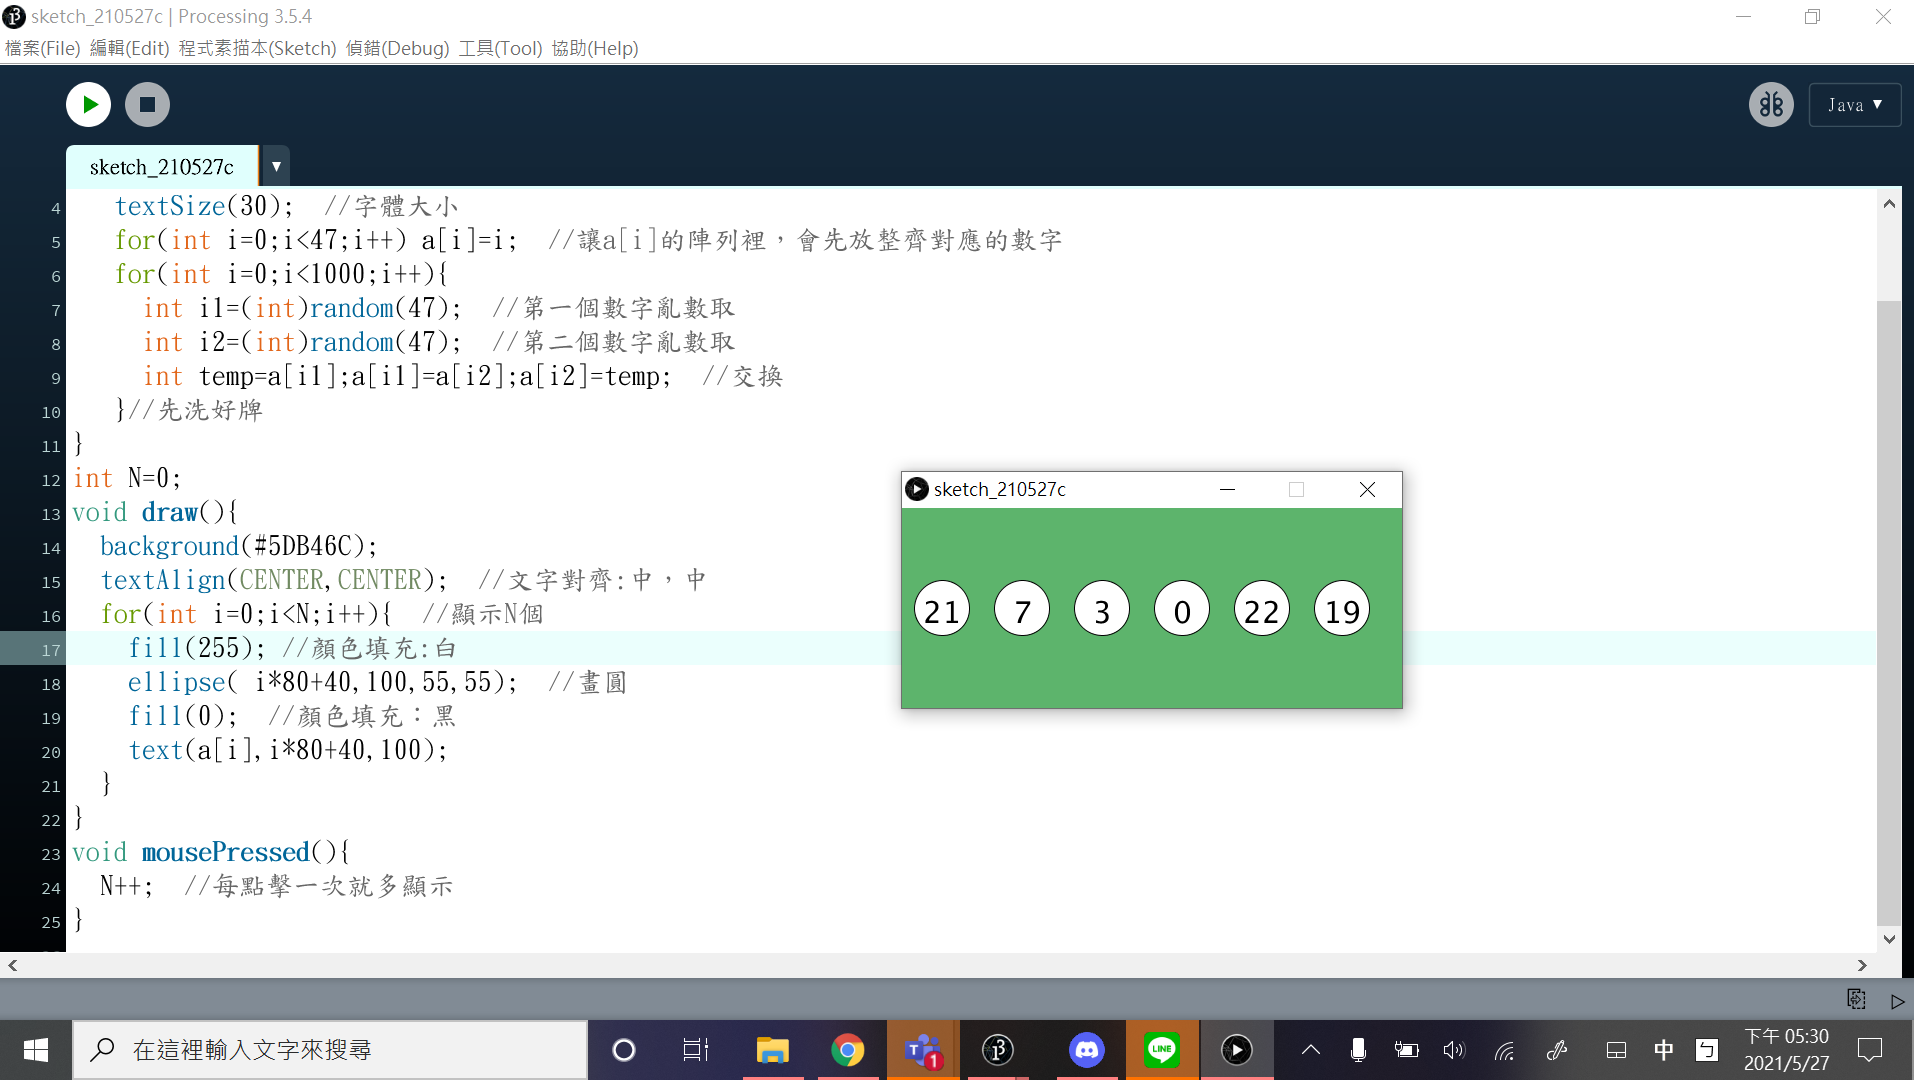 sketch_210527c | Processing 3.5.4
檔案(File) 編輯(Edit) 程式素描本(Sketch) 偵錯(Debug) 工具(Tool) 協助(Help)
Java ▼
sketch_210527c ▼
4 textSize(30); //字體大小
5 for(int i=0;i<47;i++) a[i]=i; //讓a[i]的陣列裡，會先放整齊對應的數字
6 for(int i=0;i<1000;i++){
7 int i1=(int)random(47); //第一個數字亂數取
8 int i2=(int)random(47); //第二個數字亂數取
9 int temp=a[i1];a[i1]=a[i2];a[i2]=temp; //交換
10 }//先洗好牌
11 }
12 int N=0;
13 void draw(){
14 background(#5DB46C);
15 textAlign(CENTER,CENTER); //文字對齊:中，中
16 for(int i=0;i<N;i++){ //顯示N個
17 fill(255); //顏色填充:白
18 ellipse( i*80+40,100,55,55); //畫圓
19 fill(0); //顏色填充：黑
20 text(a[i],i*80+40,100);
21 }
22 }
23 void mousePressed(){
24 N++; //每點擊一次就多顯示
25 }
sketch_210527c
21 7 3 0 22 19
在這裡輸入文字來搜尋
1
LINE
中
ㄅ
下午 05:30
2021/5/27